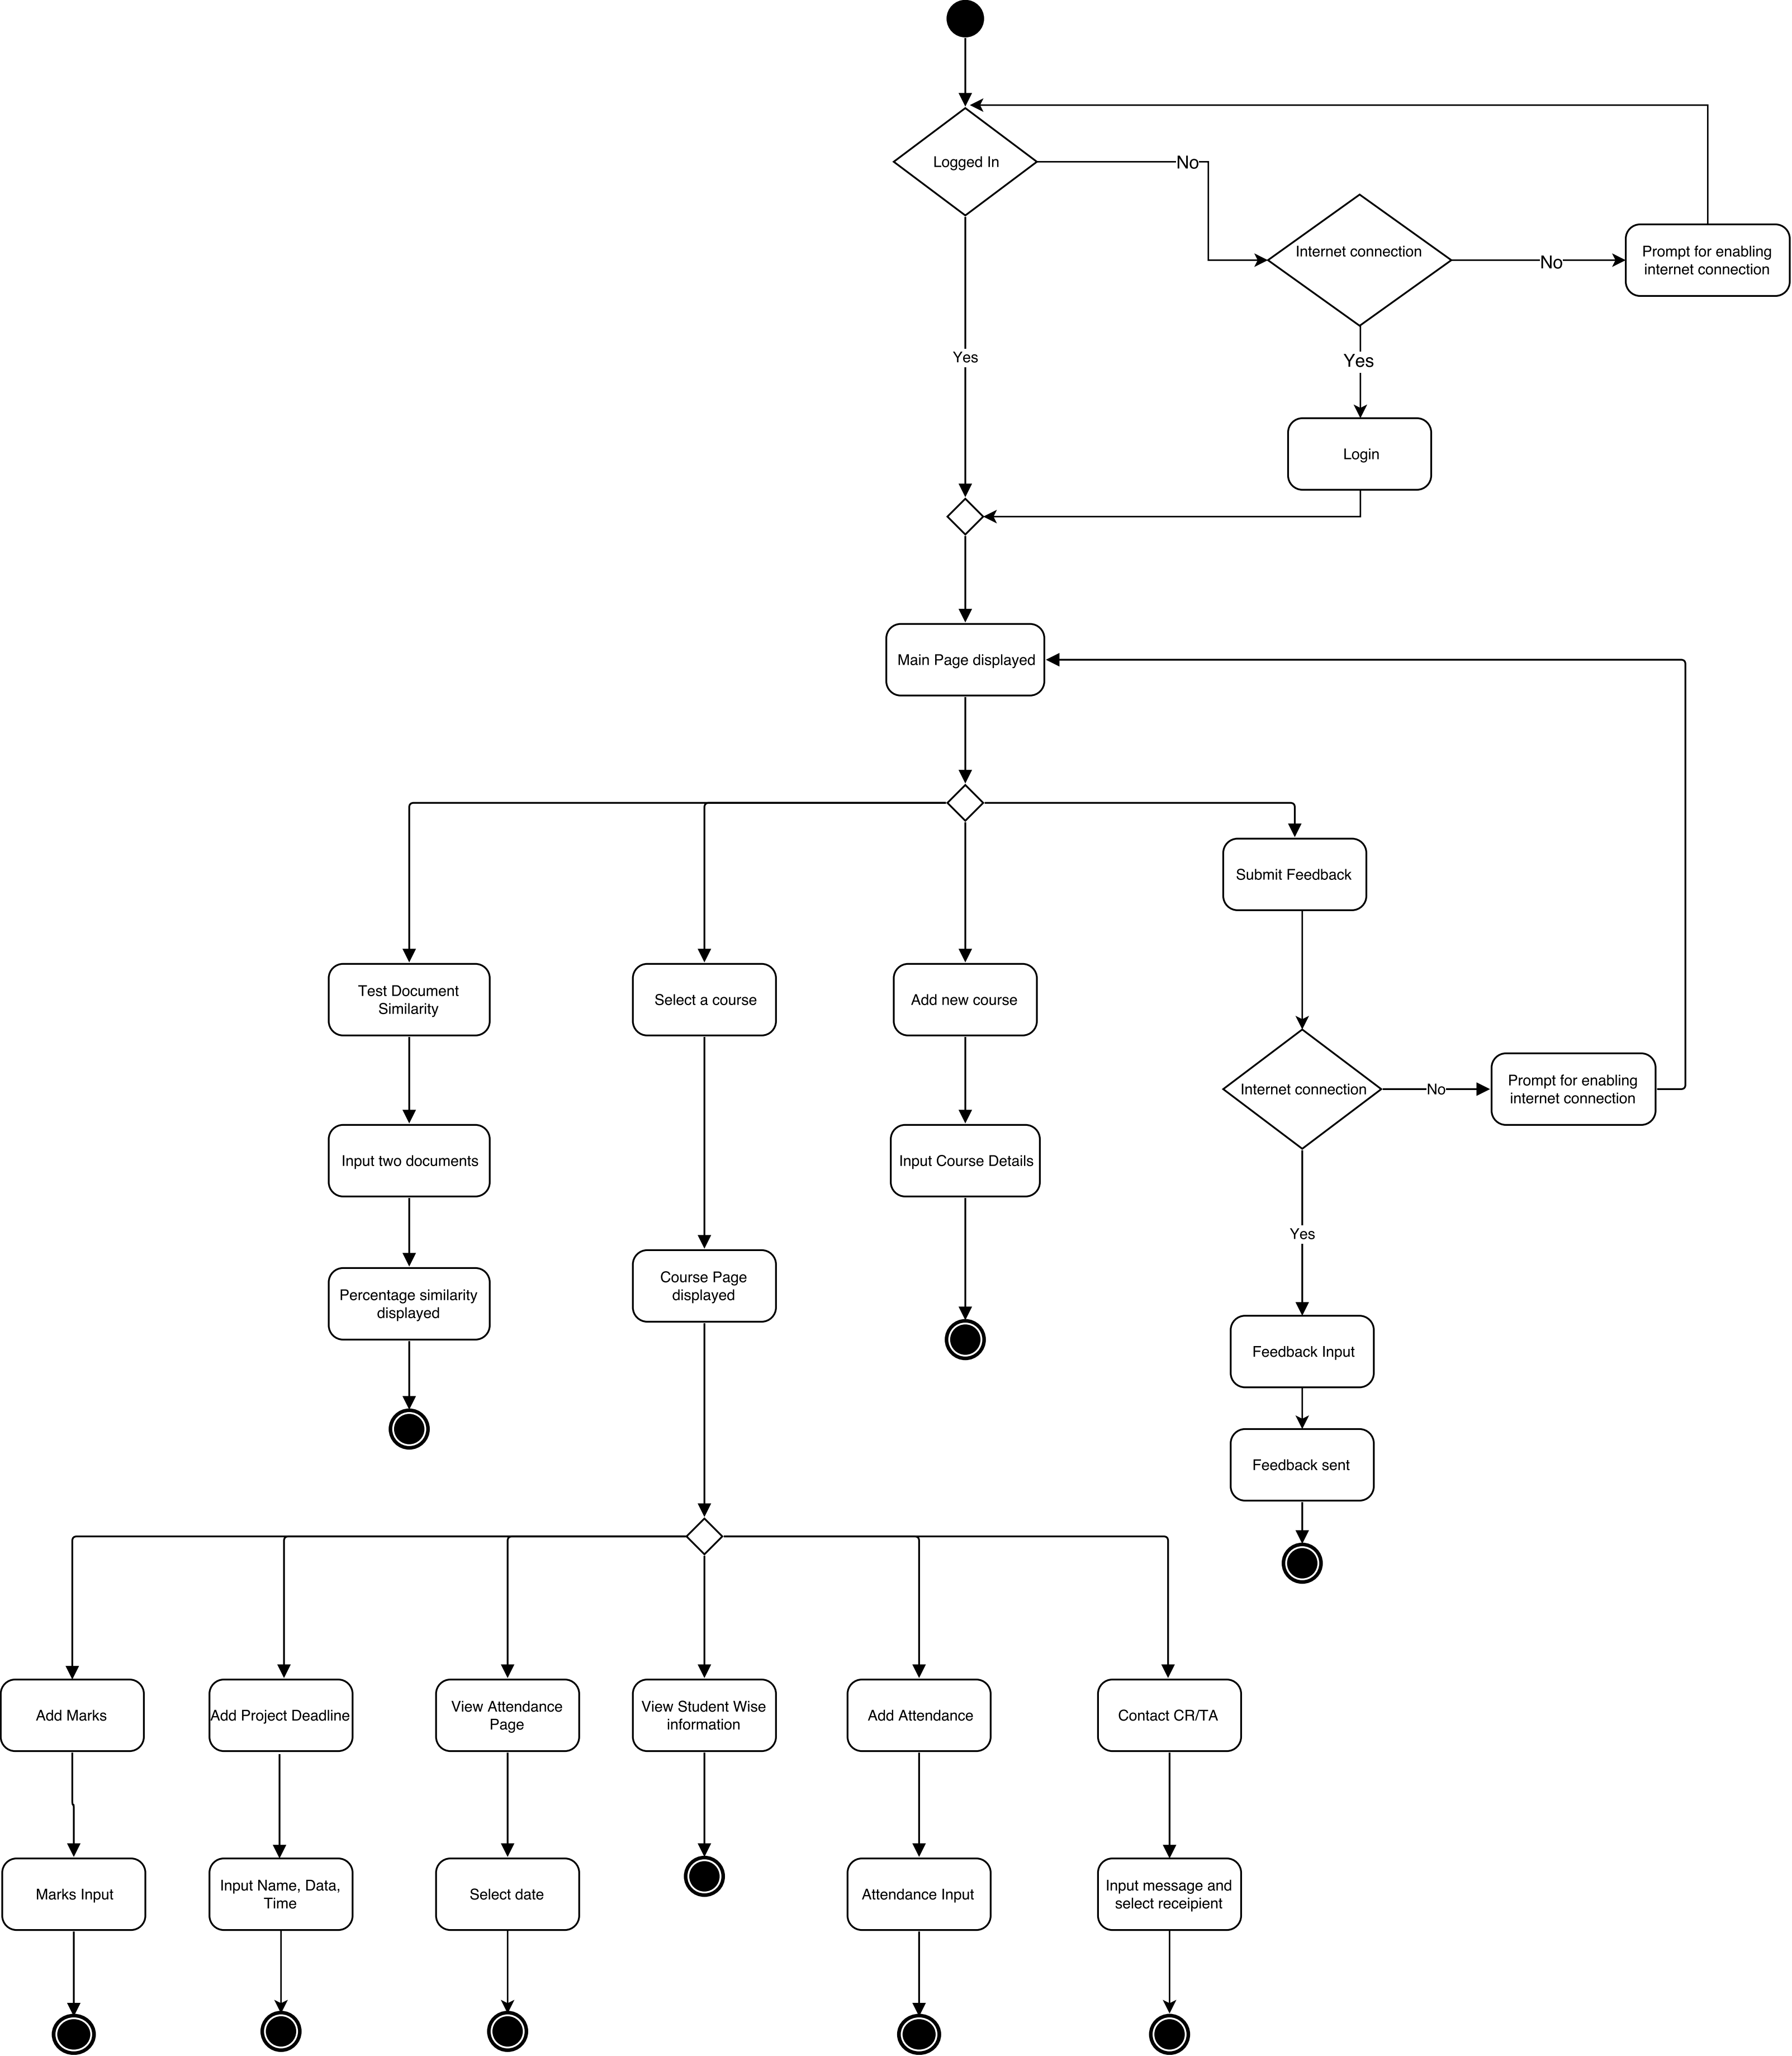 Logged In
No
Internet connection
No
Prompt for enabling
internet connection
Yes
Yes
Login
Main Page displayed
Submit Feedback
Test Document
Similarity
Select a course
Add new course
Internet connection
No
Prompt for enabling
internet connection
Input two documents
Input Course Details
Yes
Percentage similarity
displayed
Course Page
displayed
Feedback Input
Feedback sent
Add Marks
Add Project Deadline
View Attendance
Page
View Student Wise
information
Add Attendance
Contact CR/TA
Marks Input
Input Name, Data,
Time
Select date
Attendance Input
Input message and
select receipient